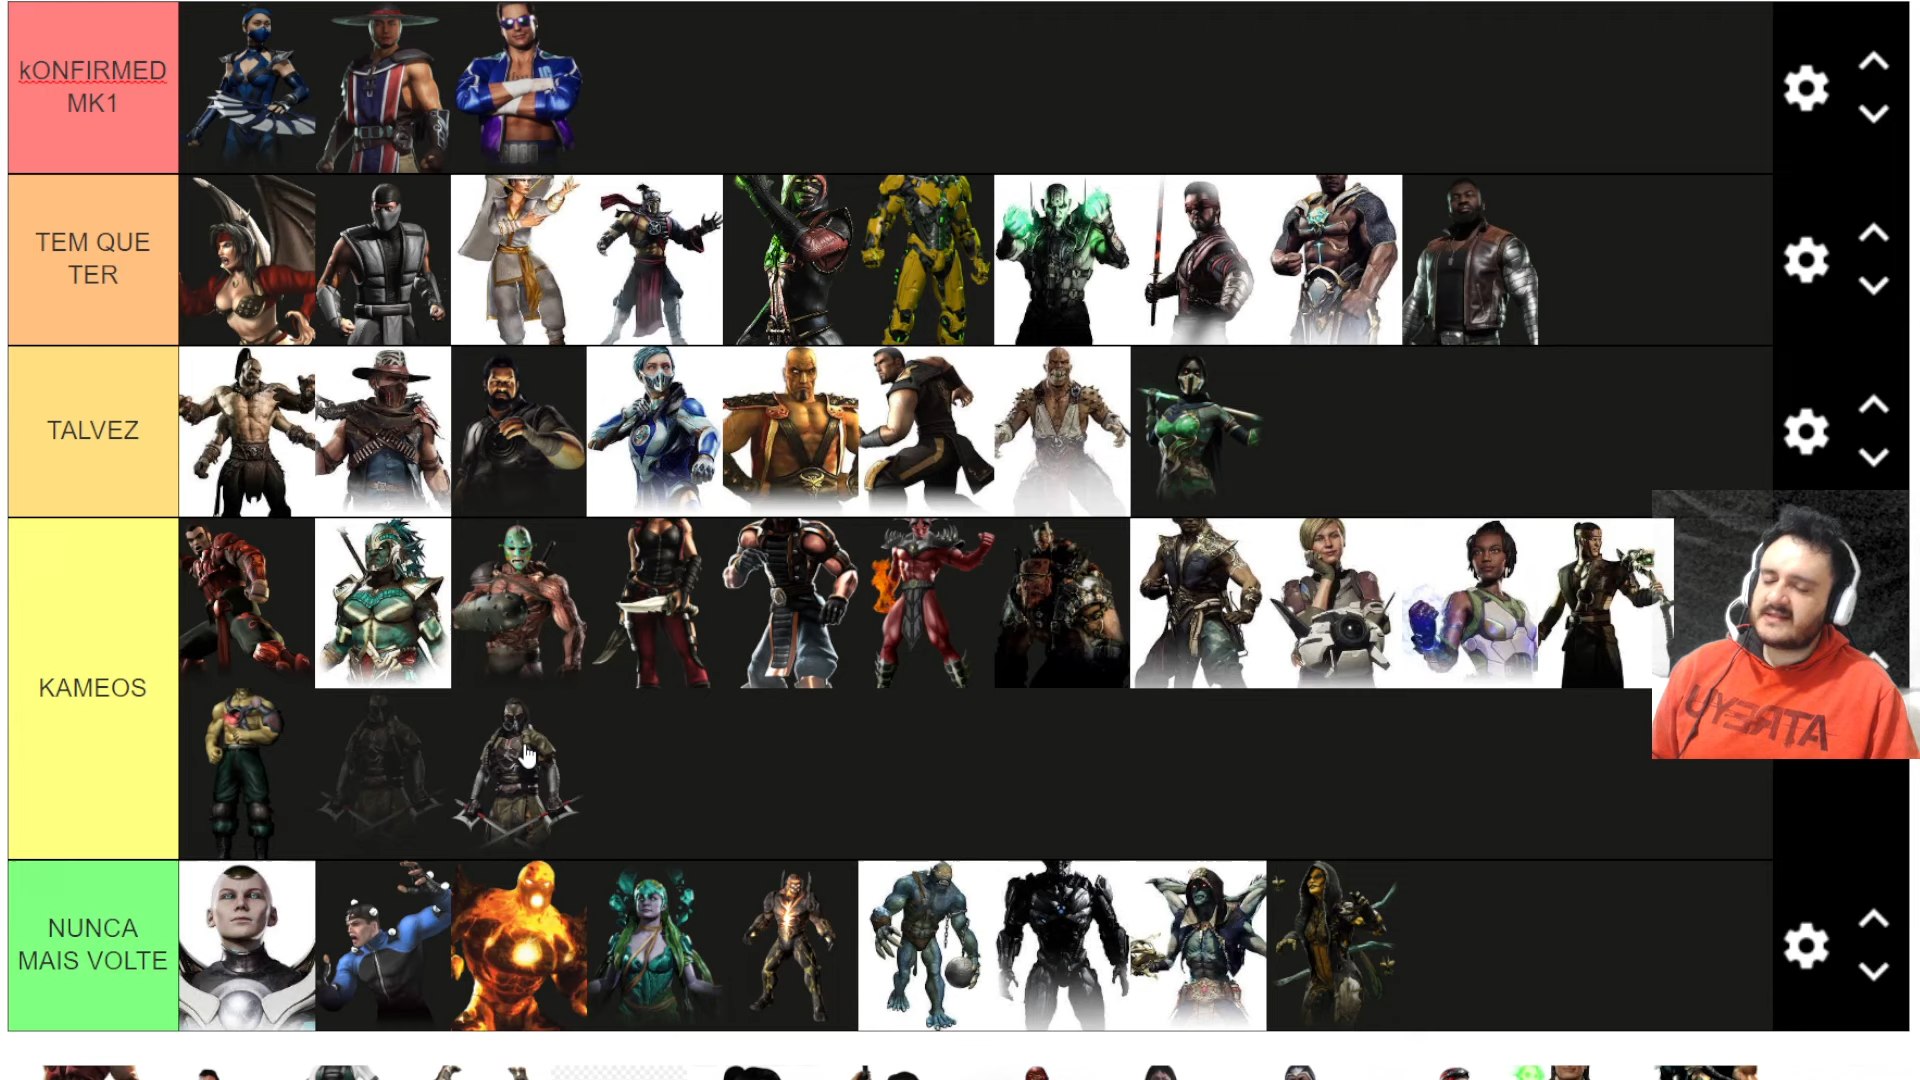 kONFIRMED
MK1
TEM QUE
TER
TALVEZ
KAMEOS
NUNCA
MAIS VOLTE